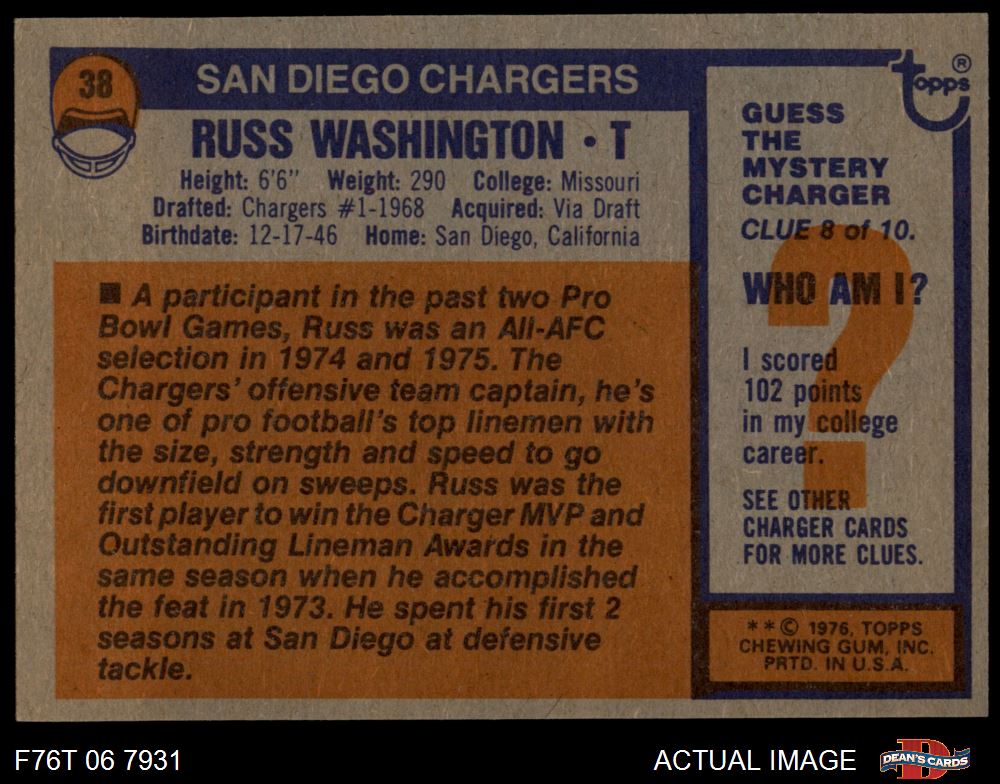 38
SAN DIEGO CHARGERS
RUSS WASHINGTON · T
Height: 6'6" Weight: 290 College: Missouri
Drafted: Chargers #1-1968 Acquired: Via Draft
Birthdate: 12-17-46 Home: San Diego, California
■ A participant in the past two Pro
Bowl Games, Russ was an All-AFC
selection in 1974 and 1975. The
Chargers' offensive team captain, he's
one of pro football's top linemen with
the size, strength and speed to go
downfield on sweeps. Russ was the
first player to win the Charger MVP and
Outstanding Lineman Awards in the
same season when he accomplished
the feat in 1973. He spent his first 2
seasons at San Diego at defensive
tackle.
topps®
GUESS
THE
MYSTERY
CHARGER
CLUE 8 of 10.
WHO AM I?
?
I scored
102 points
in my college
career.
SEE OTHER
CHARGER CARDS
FOR MORE CLUES.
**© 1976, TOPPS
CHEWING GUM, INC.
PRTD. IN U.S.A.
F76T 06 7931
ACTUAL IMAGE
D
DEAN'S CARDS